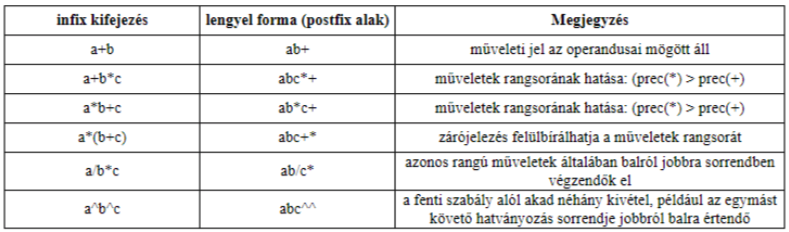 infix kifejezés lengyel forma (postfix alak) Megjegyzés
a+b ab+ műveleti jel az operandusai mögött áll
a+b*c abc*+ műveletek rangsorának hatása: (prec(*) > prec(+)
a*b+c ab*c+ műveletek rangsorának hatása: (prec(*) > prec(+)
a*(b+c) abc+* zárójelezés felülbírálhatja a műveletek rangsorát
a/b*c ab/c* azonos rangú műveletek általában balról jobbra sorrendben
végzendők el
a^b^c abc^^ a fenti szabály alól akad néhány kivétel, például az egymást
követő hatványozás sorrendje jobbról balra értendő